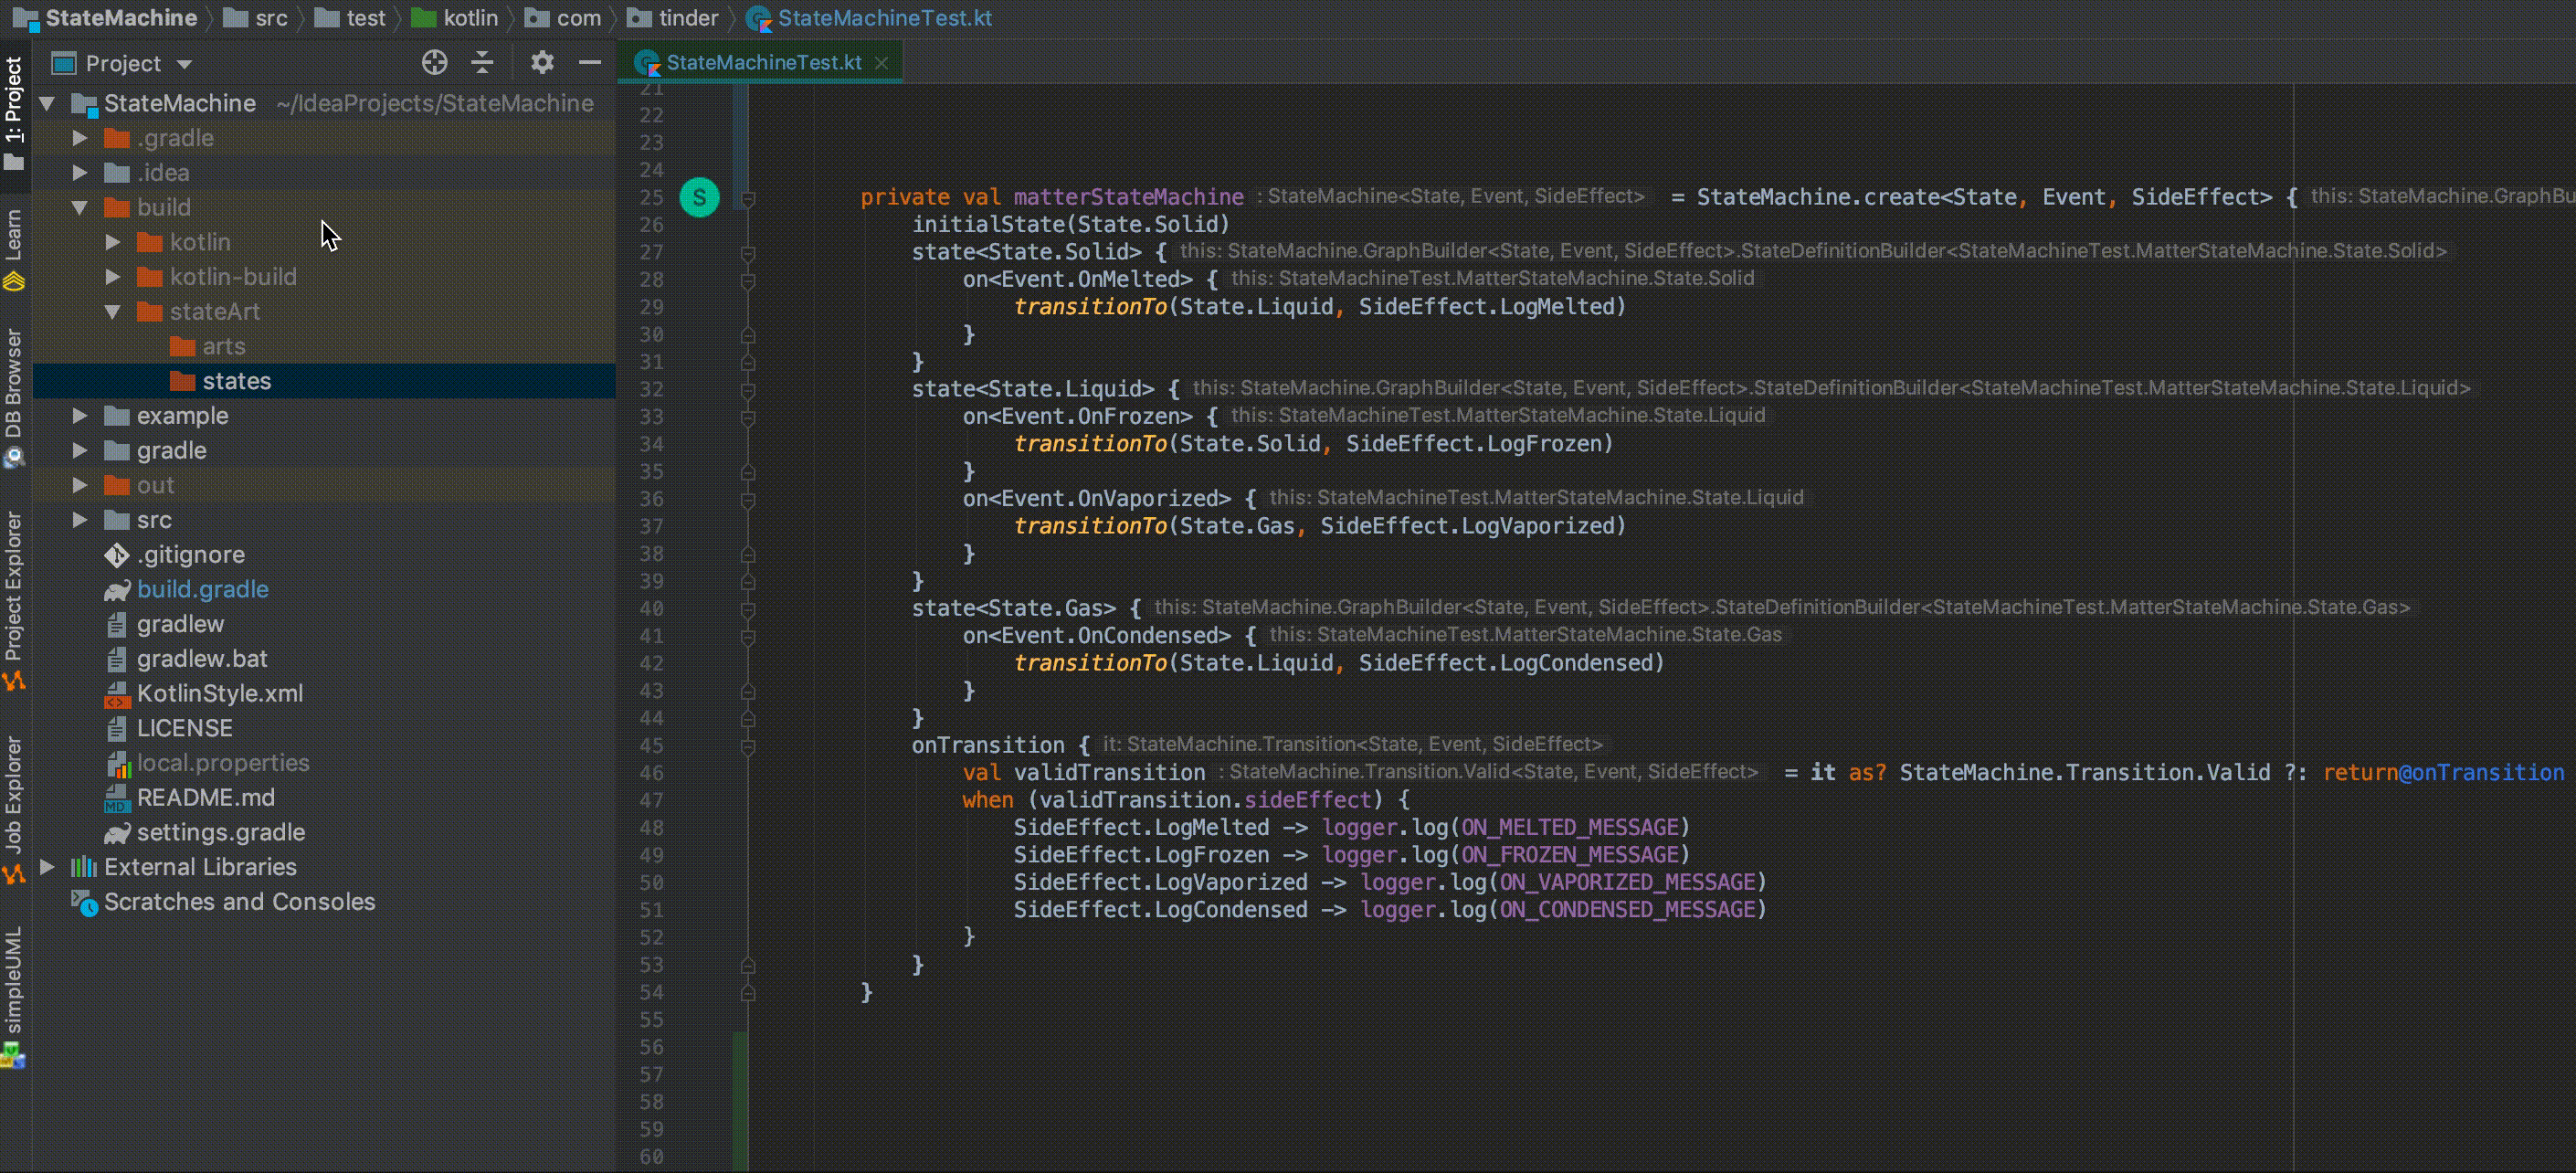 StateMachine src test kotlin com tinder StateMachineTest.kt
1: Project
Learn
DB Browser
Project Explorer
Job Explorer
simpleUML
Project
StateMachine ~/IdeaProjects/StateMachine
.gradle
.idea
build
kotlin
kotlin-build
stateArt
arts
states
example
gradle
out
src
.gitignore
build.gradle
gradlew
gradlew.bat
KotlinStyle.xml
LICENSE
local.properties
README.md
settings.gradle
External Libraries
Scratches and Consoles
StateMachineTest.kt
21
22
23
24
25 S private val matterStateMachine : StateMachine<State, Event, SideEffect> = StateMachine.create<State, Event, SideEffect> { this: StateMachine.GraphBu
26 initialState(State.Solid)
27 state<State.Solid> { this: StateMachine.GraphBuilder<State, Event, SideEffect>.StateDefinitionBuilder<StateMachineTest.MatterStateMachine.State.Solid>
28 on<Event.OnMelted> { this: StateMachineTest.MatterStateMachine.State.Solid
29 transitionTo(State.Liquid, SideEffect.LogMelted)
30 }
31 }
32 state<State.Liquid> { this: StateMachine.GraphBuilder<State, Event, SideEffect>.StateDefinitionBuilder<StateMachineTest.MatterStateMachine.State.Liquid>
33 on<Event.OnFrozen> { this: StateMachineTest.MatterStateMachine.State.Liquid
34 transitionTo(State.Solid, SideEffect.LogFrozen)
35 }
36 on<Event.OnVaporized> { this: StateMachineTest.MatterStateMachine.State.Liquid
37 transitionTo(State.Gas, SideEffect.LogVaporized)
38 }
39 }
40 state<State.Gas> { this: StateMachine.GraphBuilder<State, Event, SideEffect>.StateDefinitionBuilder<StateMachineTest.MatterStateMachine.State.Gas>
41 on<Event.OnCondensed> { this: StateMachineTest.MatterStateMachine.State.Gas
42 transitionTo(State.Liquid, SideEffect.LogCondensed)
43 }
44 }
45 onTransition { it: StateMachine.Transition<State, Event, SideEffect>
46 val validTransition : StateMachine.Transition.Valid<State, Event, SideEffect> = it as? StateMachine.Transition.Valid ?: return@onTransition
47 when (validTransition.sideEffect) {
48 SideEffect.LogMelted -> logger.log(ON_MELTED_MESSAGE)
49 SideEffect.LogFrozen -> logger.log(ON_FROZEN_MESSAGE)
50 SideEffect.LogVaporized -> logger.log(ON_VAPORIZED_MESSAGE)
51 SideEffect.LogCondensed -> logger.log(ON_CONDENSED_MESSAGE)
52 }
53 }
54 }
55
56
57
58
59
60